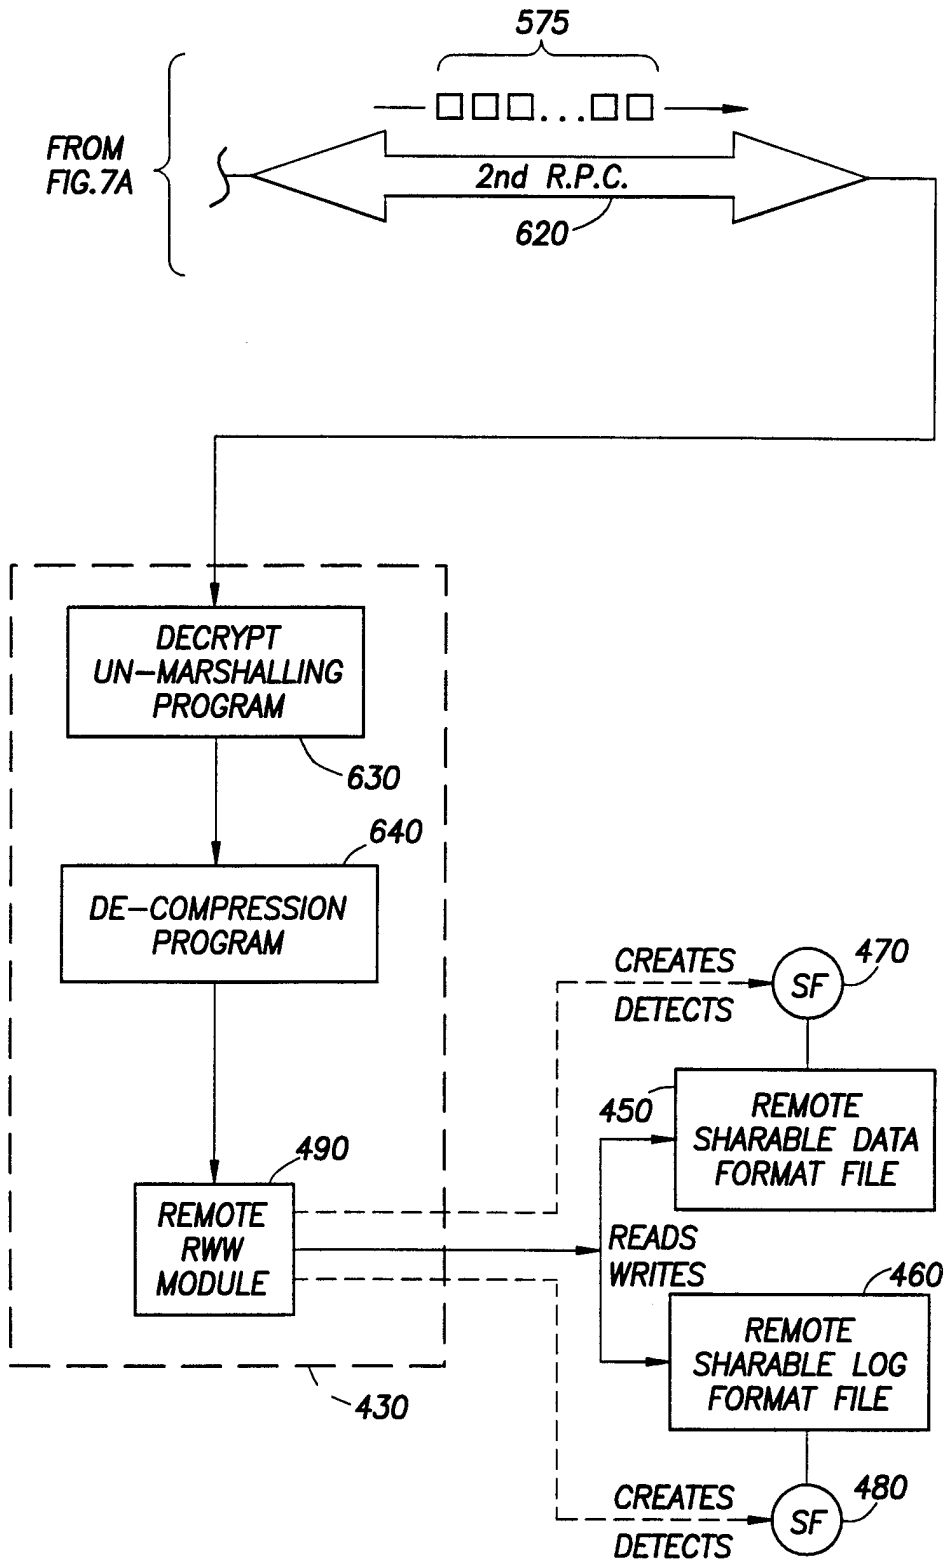 575
FROM
FIG.7A
2nd R.P.C.
620
DECRYPT
UN-MARSHALLING
PROGRAM
630
640
DE-COMPRESSION
PROGRAM
CREATES
DETECTS
SF
470
450
REMOTE
SHARABLE DATA
FORMAT FILE
490
REMOTE
RWW
MODULE
READS
WRITES
460
REMOTE
SHARABLE LOG
FORMAT FILE
430
CREATES
DETECTS
SF
480